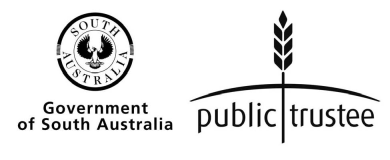 SOUTH
AUSTRALIA
Government
of South Australia
public trustee